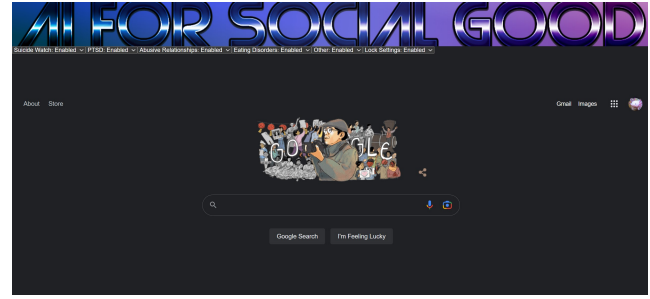 AI FOR SOCIAL GOOD
Suicide Watch: Enabled PTSD: Enabled Abusive Relationships: Enabled Eating Disorders: Enabled Other: Enabled Lock Settings: Enabled
About Store Gmail Images
GOOGLE
Google Search I'm Feeling Lucky